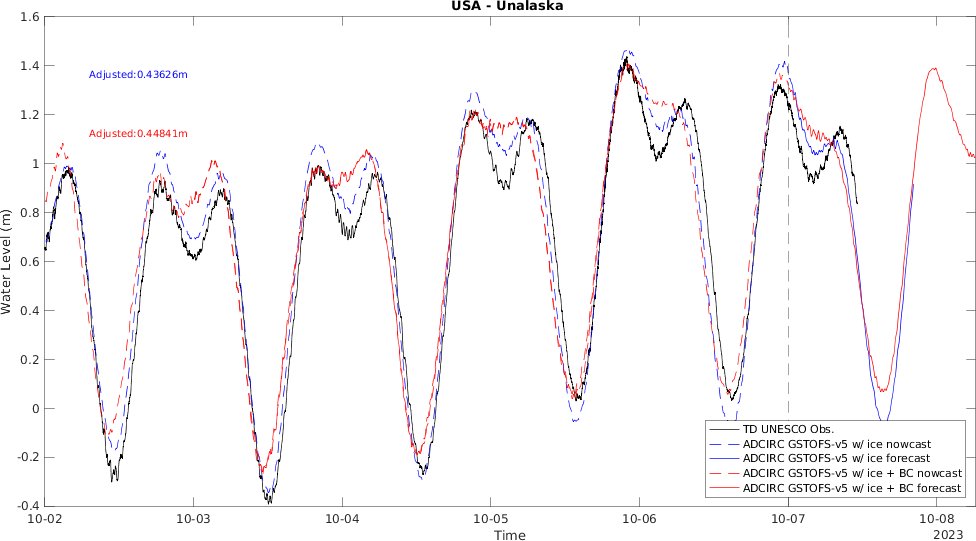 USA - Unalaska
1.6
1.4
1.2
1
0.8
0.6
0.4
0.2
0
-0.2
-0.4
Water Level (m)
Adjusted:0.43626m
Adjusted:0.44841m
TD UNESCO Obs.
ADCIRC GSTOFS-v5 w/ ice nowcast
ADCIRC GSTOFS-v5 w/ ice forecast
ADCIRC GSTOFS-v5 w/ ice + BC nowcast
ADCIRC GSTOFS-v5 w/ ice + BC forecast
10-02 10-03 10-04 10-05 10-06 10-07 10-08
Time
2023